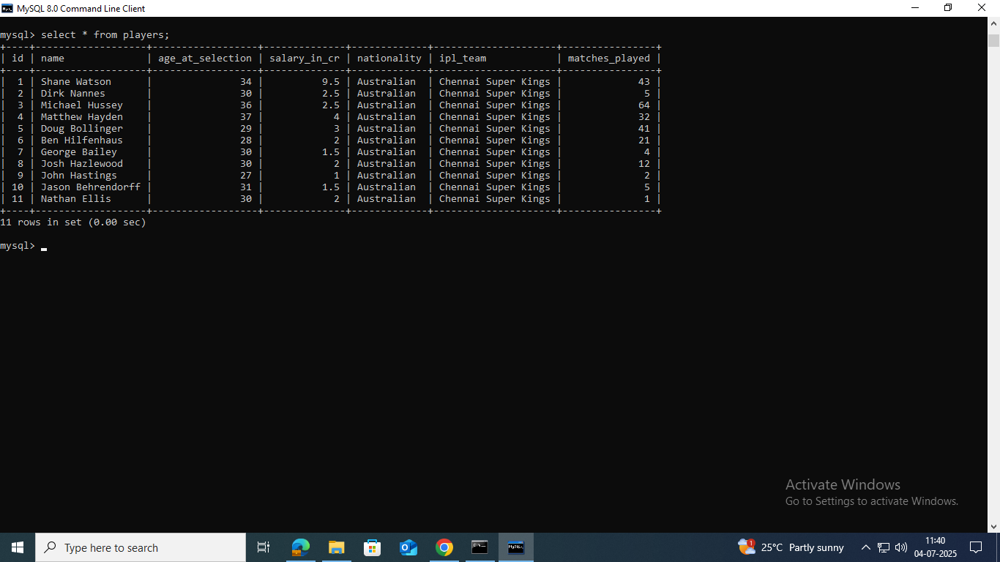 MySQL 8.0 Command Line Client
mysql> select * from players;
+----+-------------------+------------------+--------------+-------------+---------------------+----------------+
| id | name              | age_at_selection | salary_in_cr | nationality | ipl_team            | matches_played |
+----+-------------------+------------------+--------------+-------------+---------------------+----------------+
|  1 | Shane Watson      |               34 |          9.5 | Australian  | Chennai Super Kings |             43 |
|  2 | Dirk Nannes       |               30 |          2.5 | Australian  | Chennai Super Kings |              5 |
|  3 | Michael Hussey    |               36 |          2.5 | Australian  | Chennai Super Kings |             64 |
|  4 | Matthew Hayden    |               37 |            4 | Australian  | Chennai Super Kings |             32 |
|  5 | Doug Bollinger    |               29 |            3 | Australian  | Chennai Super Kings |             41 |
|  6 | Ben Hilfenhaus    |               28 |            2 | Australian  | Chennai Super Kings |             21 |
|  7 | George Bailey     |               30 |          1.5 | Australian  | Chennai Super Kings |              4 |
|  8 | Josh Hazlewood    |               30 |            2 | Australian  | Chennai Super Kings |             12 |
|  9 | John Hastings     |               27 |            1 | Australian  | Chennai Super Kings |              2 |
| 10 | Jason Behrendorff |               31 |          1.5 | Australian  | Chennai Super Kings |              5 |
| 11 | Nathan Ellis      |               30 |            2 | Australian  | Chennai Super Kings |              1 |
+----+-------------------+------------------+--------------+-------------+---------------------+----------------+
11 rows in set (0.00 sec)
mysql>
Activate Windows
Go to Settings to activate Windows.
Type here to search
1
25°C Partly sunny
11:40
04-07-2025